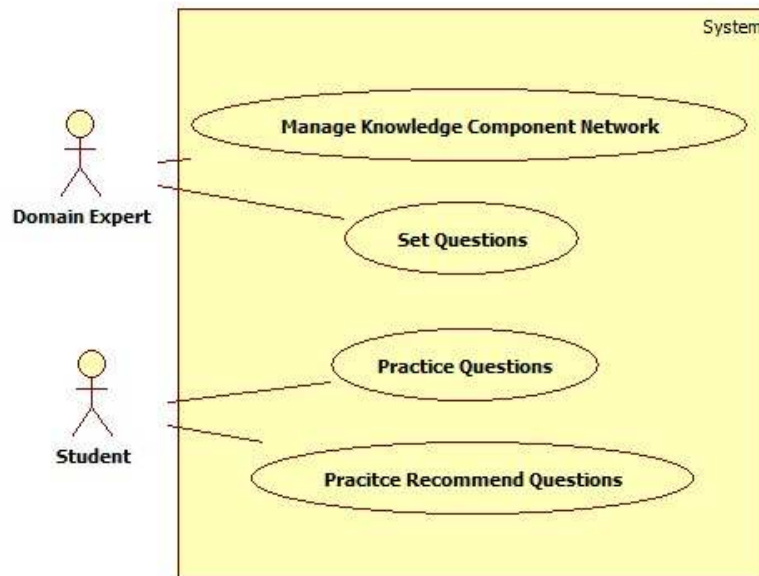 System
Manage Knowledge Component Network
Domain Expert
Set Questions
Practice Questions
Student
Pracitce Recommend Questions